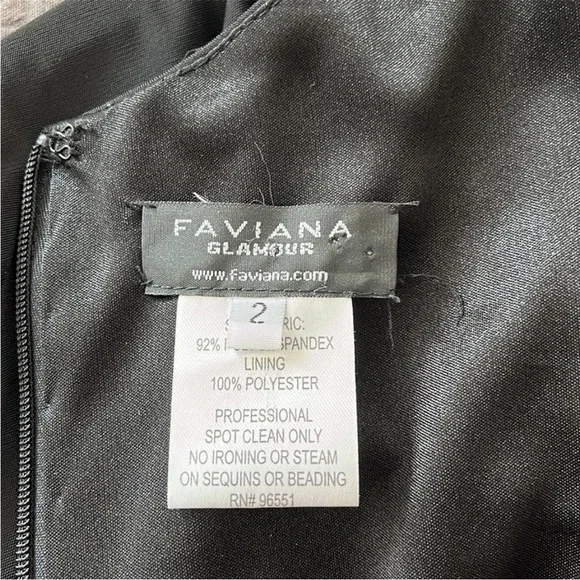 FAVIANA
GLAMOUR
www.faviana.com
2
RIC:
92% SPANDEX
LINING
100% POLYESTER
PROFESSIONAL
SPOT CLEAN ONLY
NO IRONING OR STEAM
ON SEQUINS OR BEADING
RN# 96551